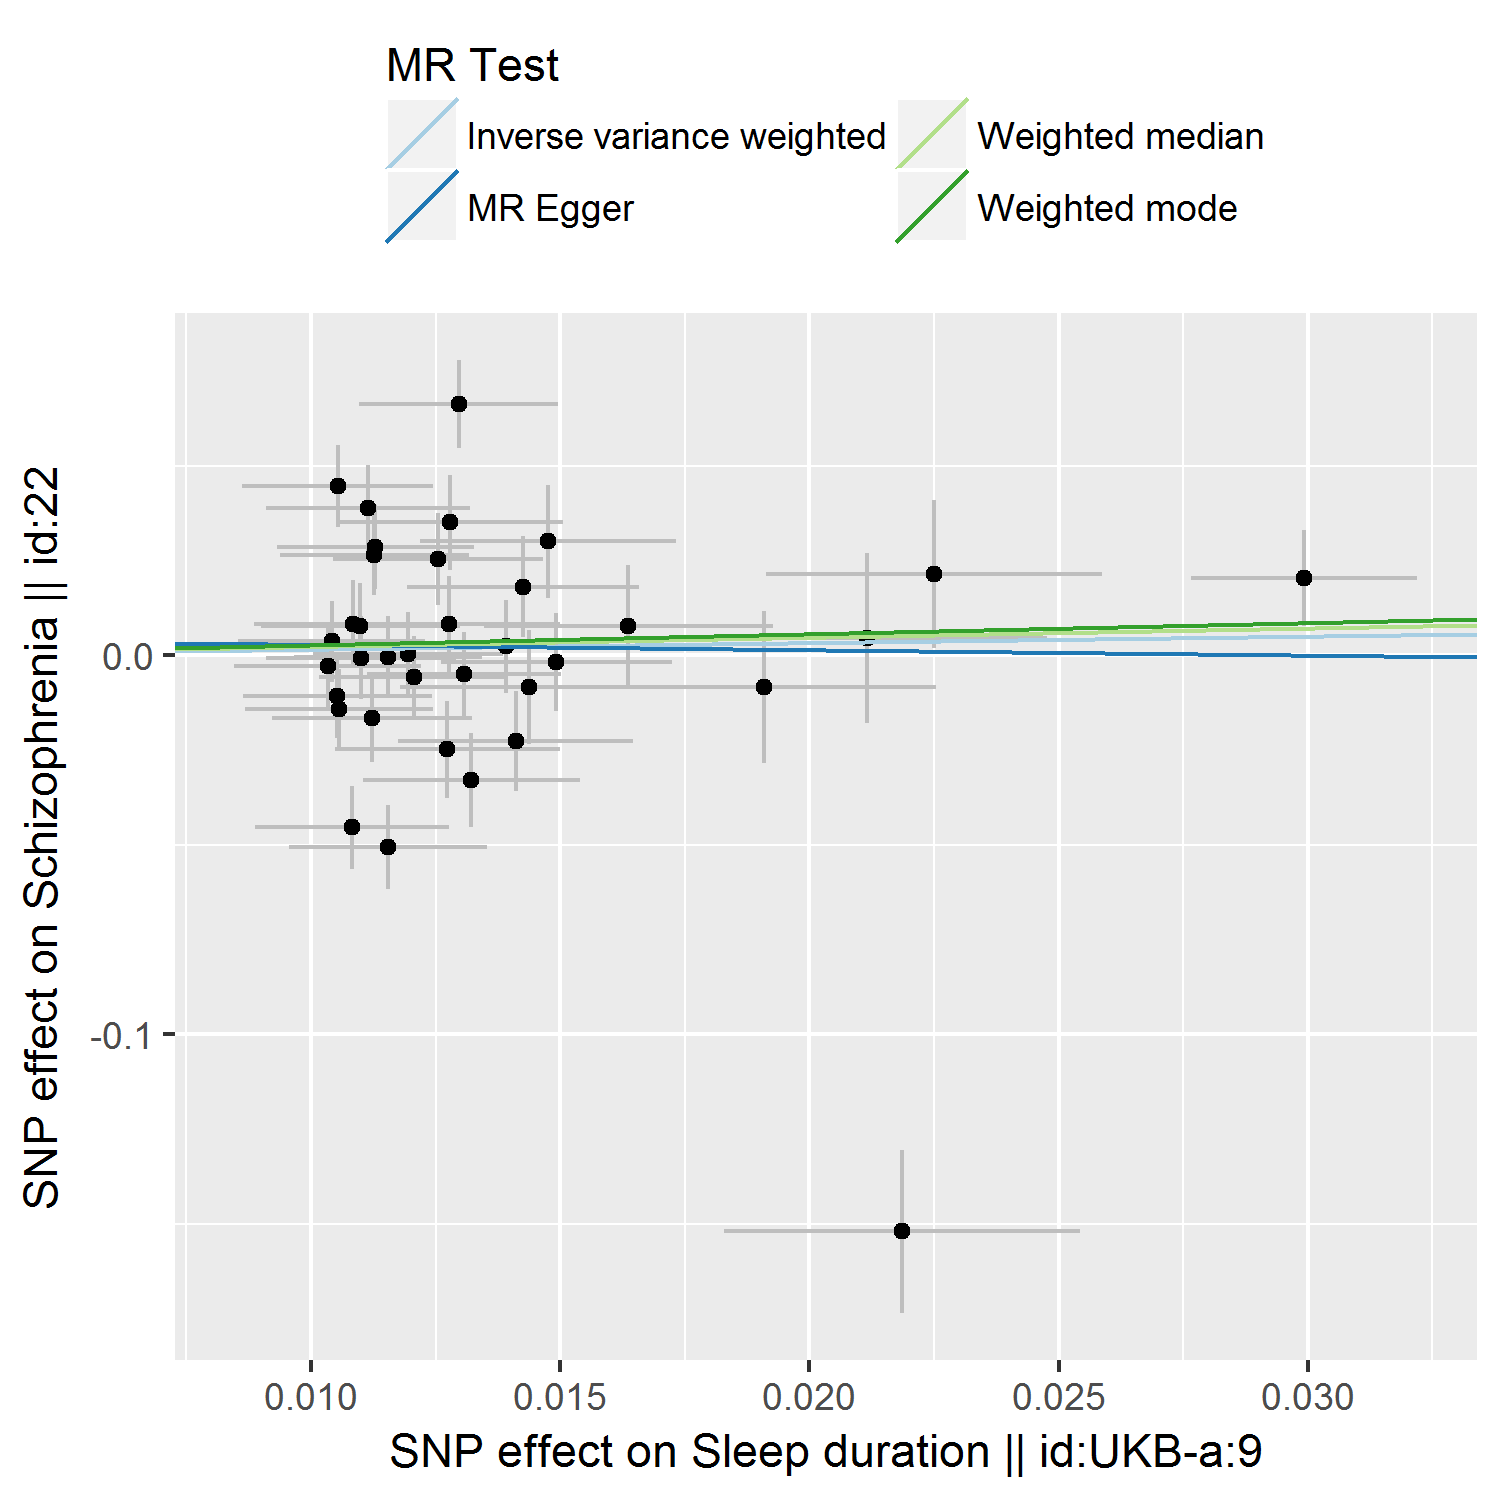 MR Test
Inverse variance weighted
Weighted median
MR Egger
Weighted mode
SNP effect on Schizophrenia || id:22
0.0
-0.1
0.010
0.015
0.020
0.025
0.030
SNP effect on Sleep duration || id:UKB-a:9